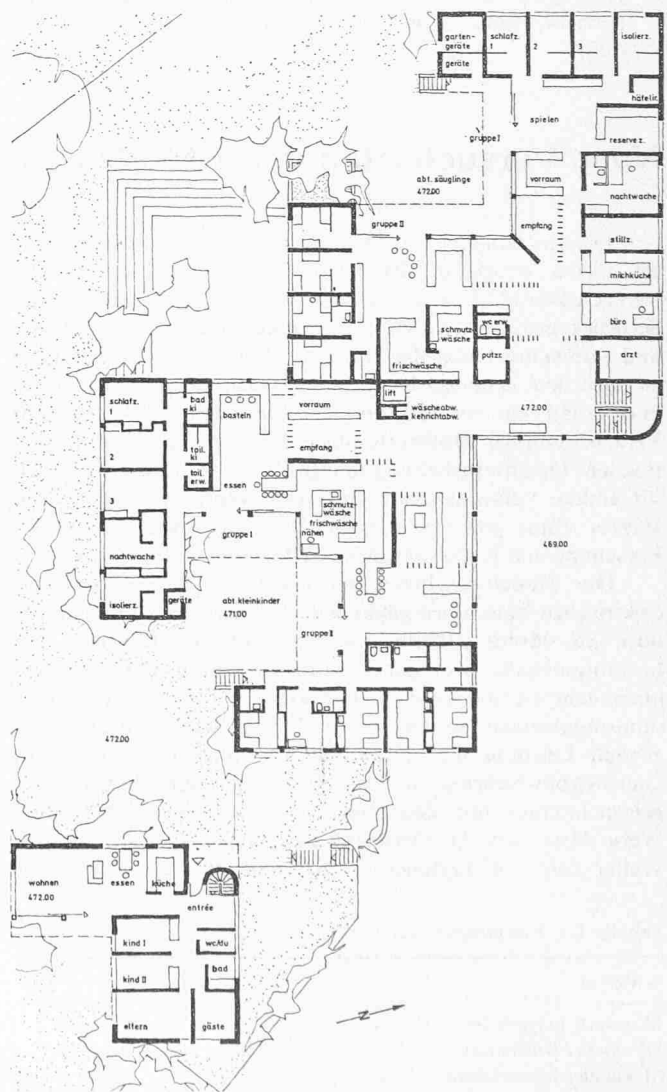 garten-
geräte
geräte
schlafz.
1
2
3
isolierz.
häfelir.
spielen
gruppe I
reservez.
abt. säuglinge
472.00
vorraum
nachtwache
gruppe II
empfang
stillz.
milchküche
büro
wc erw.
schmutz-
wäsche
putzr.
arzt
frischwäsche
lift
wäscheabw.
kehrichtabw.
472.00
schlafz.
1
bad
ki
basteln
vorraum
2
toil.
ki
empfang
toil.
erw.
essen
3
schmutz-
wäsche
frischwäsche
nähen
gruppe I
469.00
nachtwache
abt. kleinkinder
471.00
isolierz.
geräte
gruppe II
472.00
wohnen
472.00
essen
küche
entrée
kind I
wc/du
kind II
bad
eltern
gäste
N